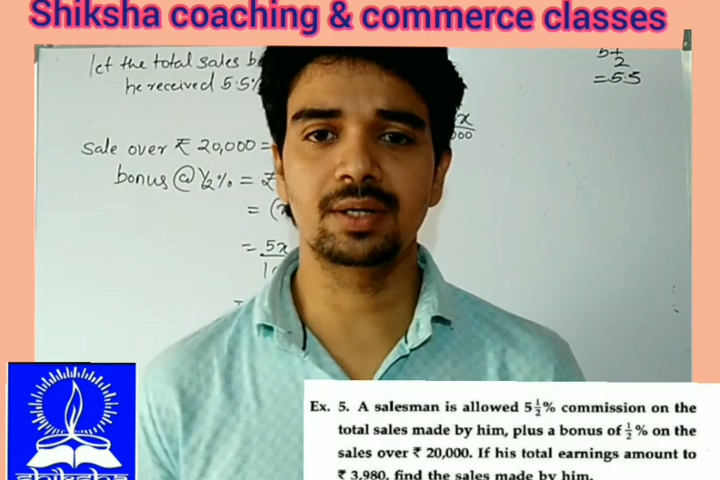 Shiksha coaching & commerce classes
let the total sales b
he received 5.5%
5+
2
=5.5
x
000
Sale over ₹ 20,000 =
bonus @ ½% = ₹
= (x
= 5x
Ex. 5. A salesman is allowed 5½% commission on the
total sales made by him, plus a bonus of ½% on the
sales over ₹ 20,000. If his total earnings amount to
₹ 3,980, find the sales made by him.
shiksha